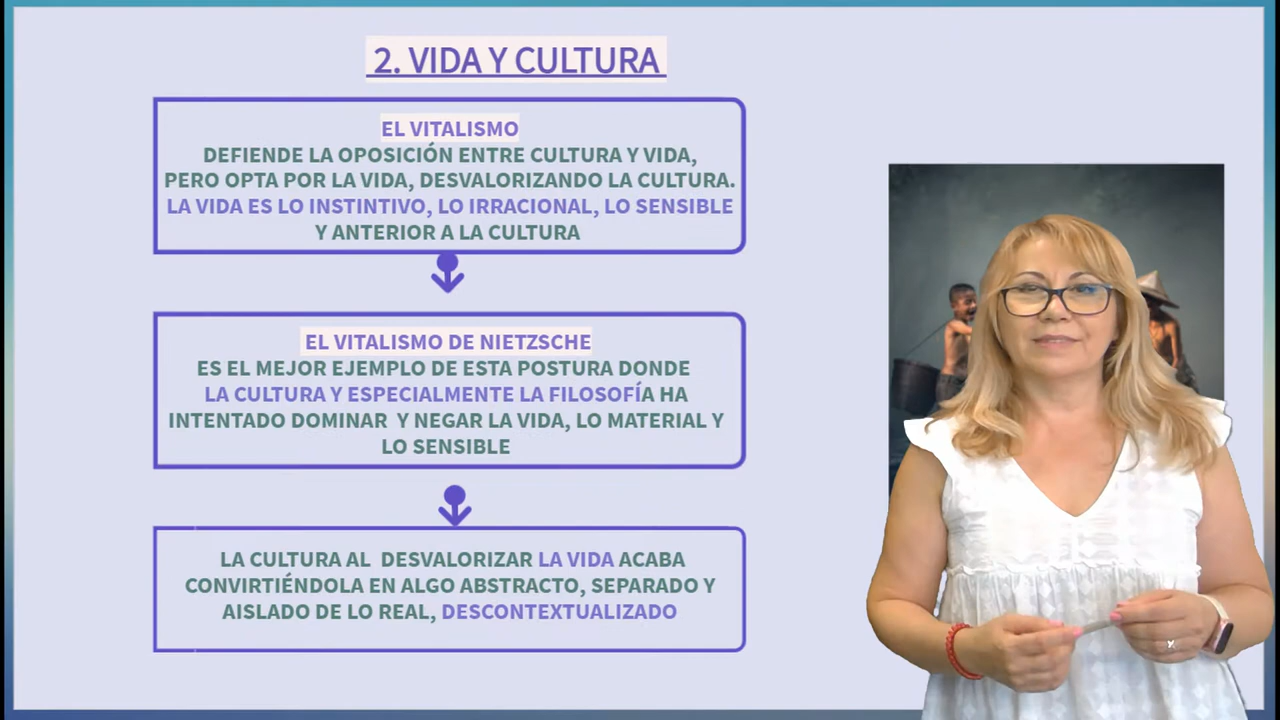 2. VIDA Y CULTURA
EL VITALISMO
DEFIENDE LA OPOSICIÓN ENTRE CULTURA Y VIDA,
PERO OPTA POR LA VIDA, DESVALORIZANDO LA CULTURA.
LA VIDA ES LO INSTINTIVO, LO IRRACIONAL, LO SENSIBLE
Y ANTERIOR A LA CULTURA
EL VITALISMO DE NIETZSCHE
ES EL MEJOR EJEMPLO DE ESTA POSTURA DONDE
LA CULTURA Y ESPECIALMENTE LA FILOSOFÍA HA
INTENTADO DOMINAR Y NEGAR LA VIDA, LO MATERIAL Y
LO SENSIBLE
LA CULTURA AL DESVALORIZAR LA VIDA ACABA
CONVIRTIÉNDOLA EN ALGO ABSTRACTO, SEPARADO Y
AISLADO DE LO REAL, DESCONTEXTUALIZADO